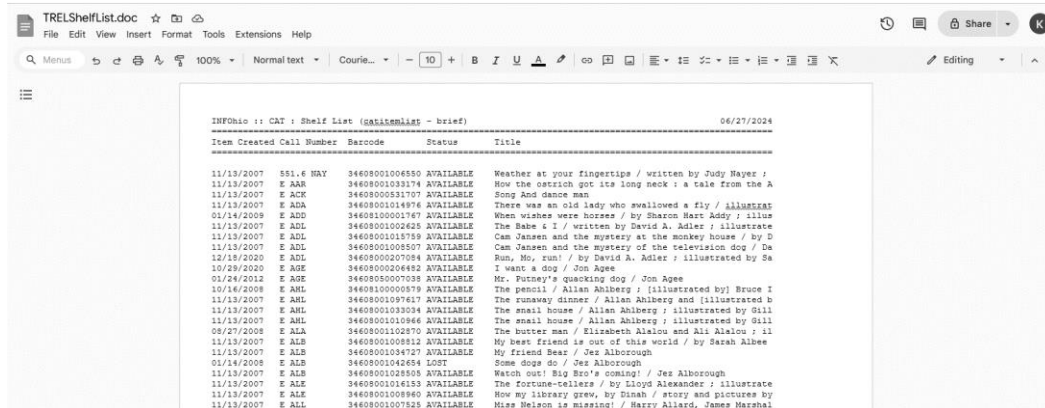 TRELShelfList.doc
File Edit View Insert Format Tools Extensions Help
Share
K
Menus
100%
Normal text
Courie...
10
B I U A
Editing
INFOhio :: CAT : Shelf List (catitemlist - brief) 06/27/2024
Item Created Call Number Barcode Status Title
11/13/2007 551.6 NAY 34608001006550 AVAILABLE Weather at your fingertips / written by Judy Nayer ;
11/13/2007 E AAR 34608001033174 AVAILABLE How the ostrich got its long neck : a tale from the A
11/13/2007 E ACK 34608000531707 AVAILABLE Song And dance man
11/13/2007 E ADA 34608001014976 AVAILABLE There was an old lady who swallowed a fly / illustrat
01/14/2009 E ADD 34608100001767 AVAILABLE When wishes were horses / by Sharon Hart Addy ; illus
11/13/2007 E ADL 34608001002625 AVAILABLE The Babe & I / written by David A. Adler ; illustrate
11/13/2007 E ADL 34608001015759 AVAILABLE Cam Jansen and the mystery at the monkey house / by D
11/13/2007 E ADL 34608001008507 AVAILABLE Cam Jansen and the mystery of the television dog / Da
12/18/2020 E ADL 34608000207084 AVAILABLE Run, Mo, run! / by David A. Adler ; illustrated by Sa
10/29/2020 E AGE 34608000206482 AVAILABLE I want a dog / Jon Agee
01/24/2012 E AGE 34605050007038 AVAILABLE Mr. Putney's quacking dog / Jon Agee
10/16/2008 E AHL 34608100000579 AVAILABLE The pencil / Allan Ahlberg ; [illustrated by] Bruce I
11/13/2007 E AHL 34608001097617 AVAILABLE The runaway dinner / Allan Ahlberg and [illustrated b
11/13/2007 E AHL 34608001033034 AVAILABLE The snail house / Allan Ahlberg ; illustrated by Gill
11/13/2007 E AHL 34608001010966 AVAILABLE The snail house / Allan Ahlberg ; illustrated by Gill
08/27/2008 E ALA 34608001102870 AVAILABLE The butter man / Elizabeth Alalou and Ali Alalou ; il
11/13/2007 E ALB 34608001008812 AVAILABLE My best friend is out of this world / by Sarah Albee
11/13/2007 E ALB 34608001034727 AVAILABLE My friend Bear / Jez Alborough
01/14/2008 E ALB 34608001042654 LOST Some dogs do / Jez Alborough
11/13/2007 E ALB 34608001028505 AVAILABLE Watch out! Big Bro's coming! / Jez Alborough
11/13/2007 E ALE 34608001016153 AVAILABLE The fortune-tellers / by Lloyd Alexander ; illustrate
11/13/2007 E ALE 34608001008960 AVAILABLE How my library grew, by Dinah / story and pictures by
11/13/2007 E ALL 34608001007525 AVAILABLE Miss Nelson is missing! / Harry Allard, James Marshal